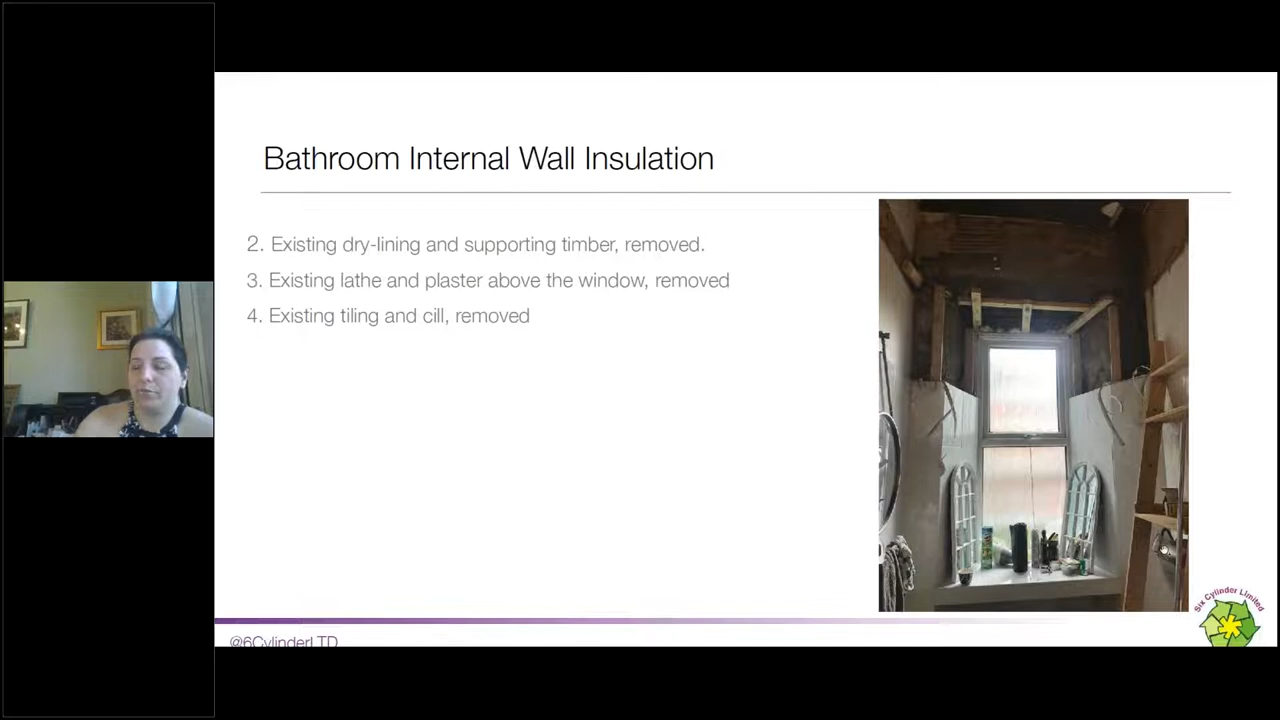 Bathroom Internal Wall Insulation
2. Existing dry-lining and supporting timber, removed.
3. Existing lathe and plaster above the window, removed
4. Existing tiling and cill, removed
@6CylinderLTD
Six Cylinder Limited